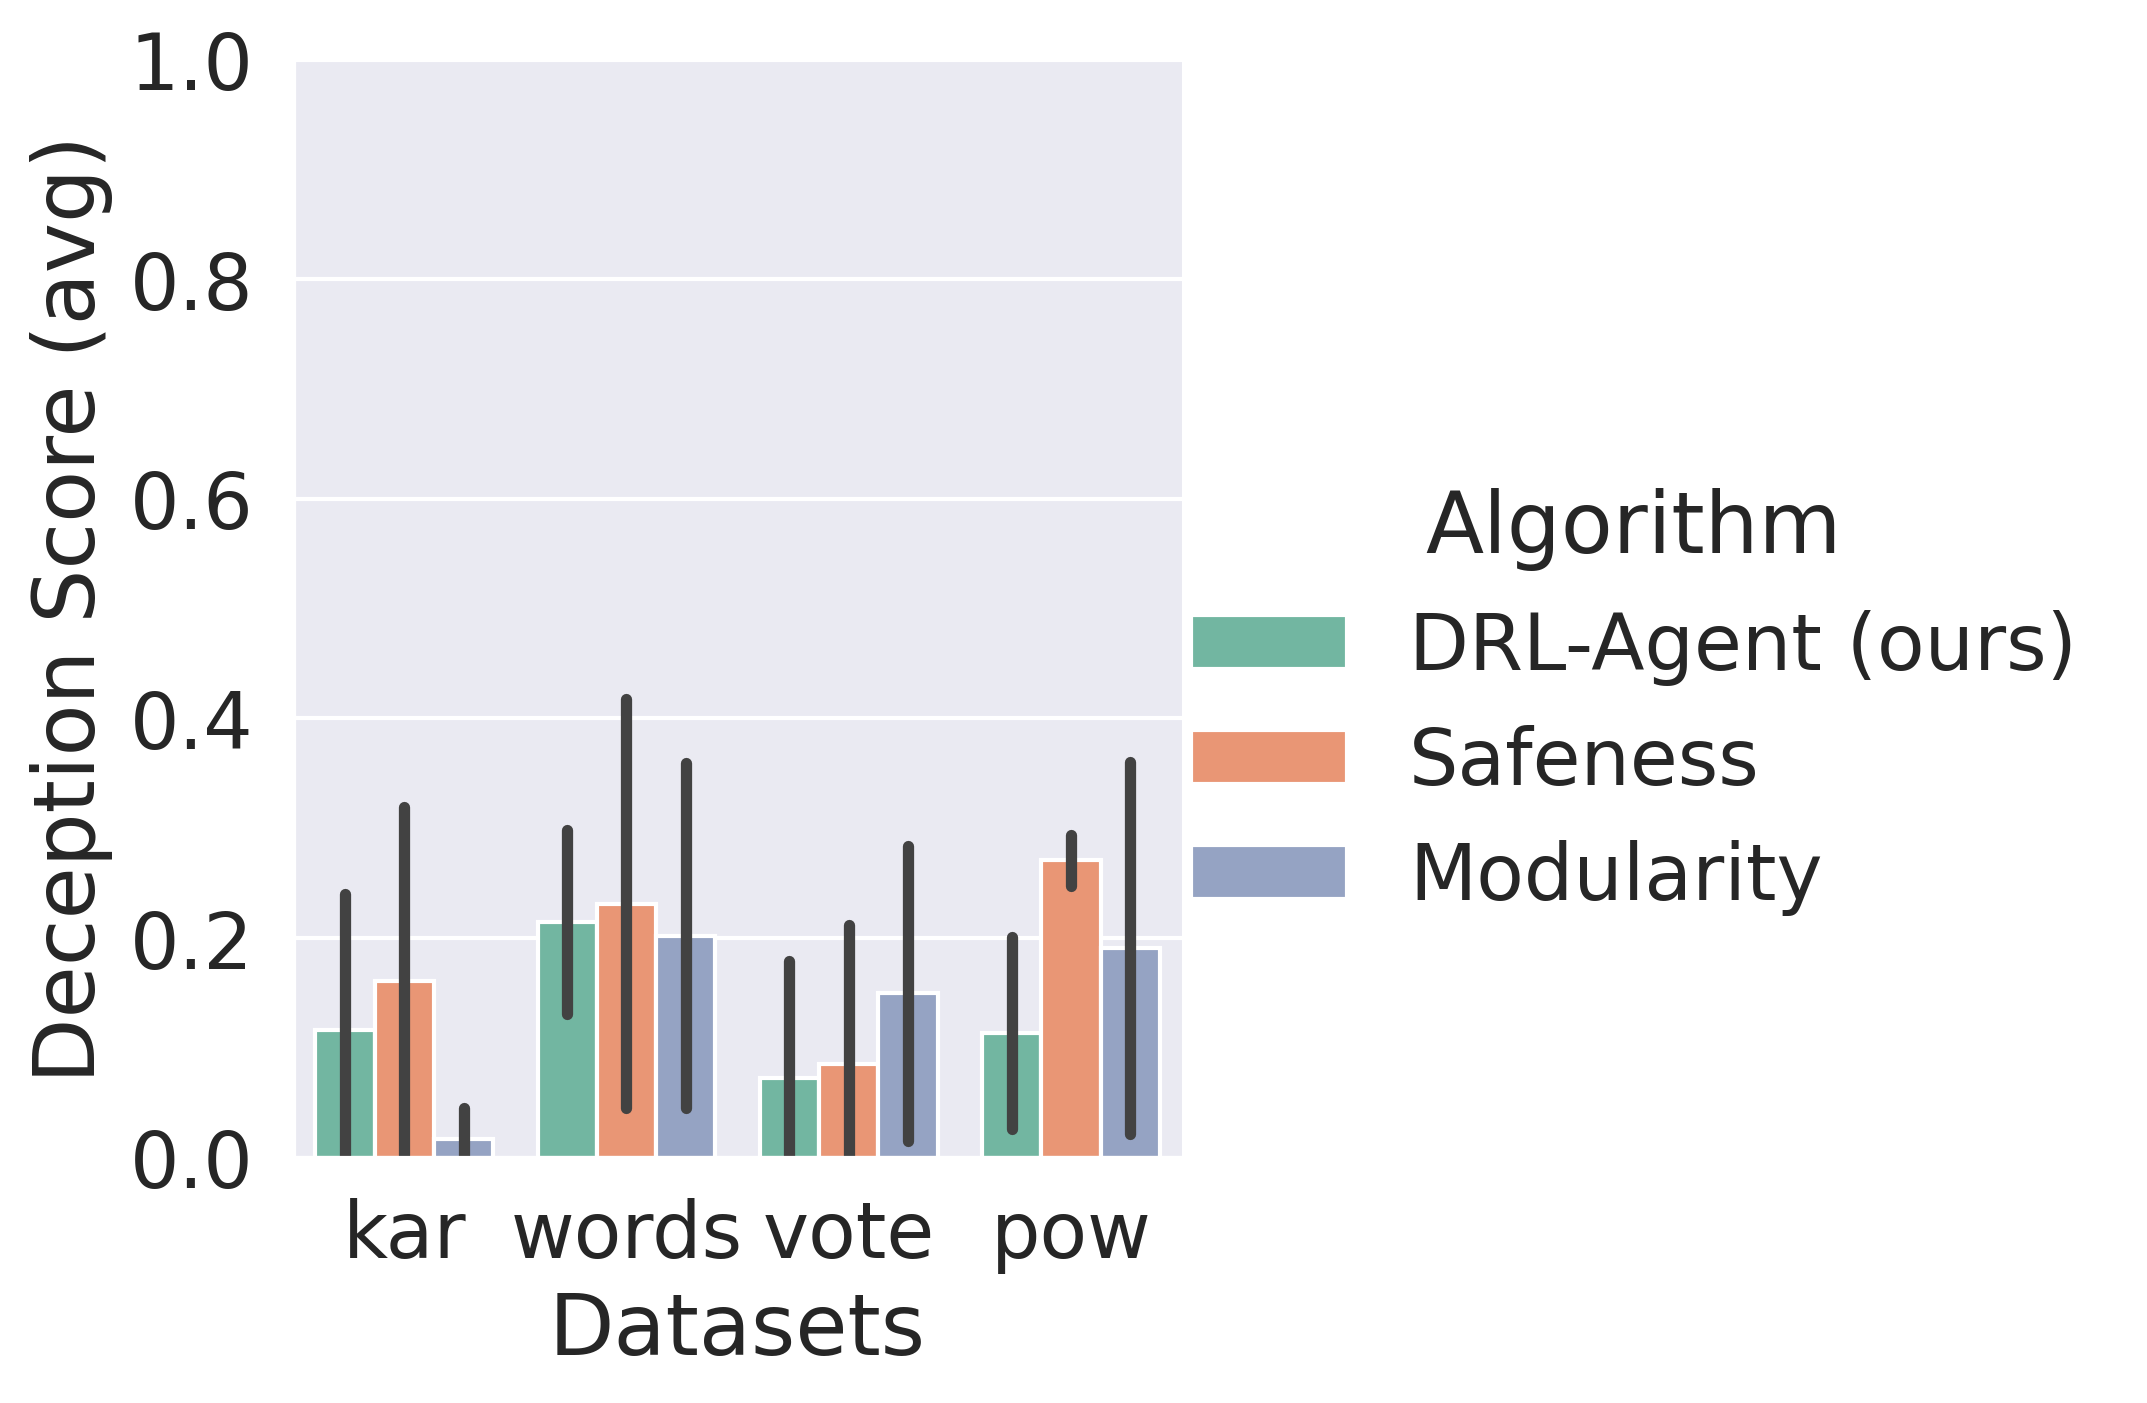 Deception Score (avg)
1.0
0.8
0.6
0.4
0.2
0.0
kar words vote pow
Datasets
Algorithm
DRL-Agent (ours)
Safeness
Modularity